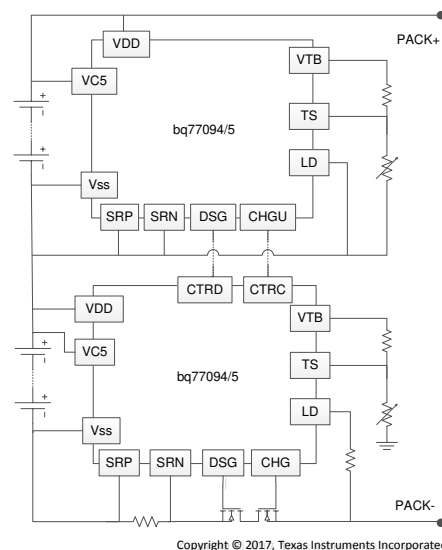 PACK+
VDD
VTB
VC5
bq77094/5
TS
LD
Vss
SRP SRN DSG CHGU
CTRD CTRC
VDD
VTB
VC5
bq77094/5
TS
LD
Vss
SRP SRN DSG CHG
PACK-
Copyright © 2017, Texas Instruments Incorporated